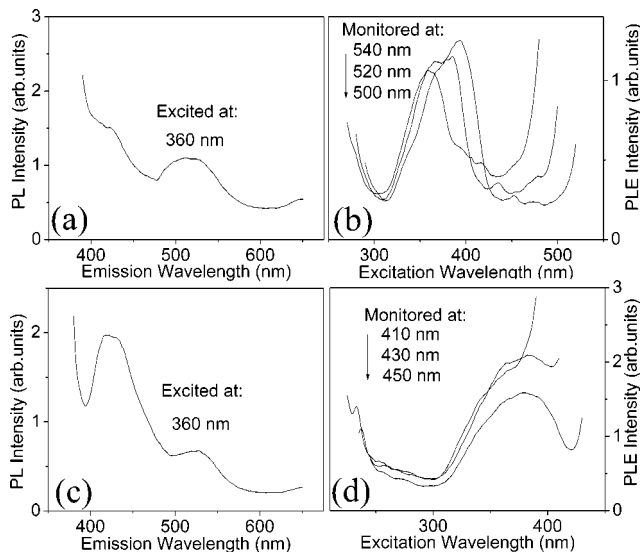 3
2
1
0
PL Intensity (arb.units)
Excited at:
360 nm
(a)
400
500
600
Emission Wavelength (nm)
Monitored at:
540 nm
520 nm
500 nm
(b)
300
400
500
Excitation Wavelength (nm)
1
0
PLE Intensity (arb.units)
2
1
0
PL Intensity (arb.units)
Excited at:
360 nm
(c)
400
500
600
Emission Wavelength (nm)
Monitored at:
410 nm
430 nm
450 nm
(d)
300
400
Excitation Wavelength (nm)
3
2
1
0
PLE Intensity (arb.units)